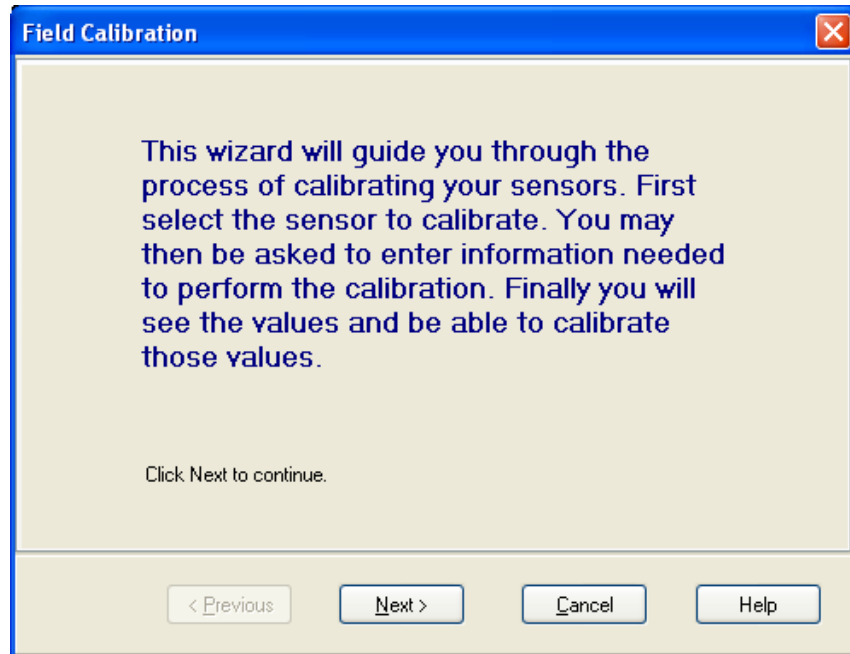 Field Calibration
This wizard will guide you through the
process of calibrating your sensors. First
select the sensor to calibrate. You may
then be asked to enter information needed
to perform the calibration. Finally you will
see the values and be able to calibrate
those values.
Click Next to continue.
< Previous
Next >
Cancel
Help